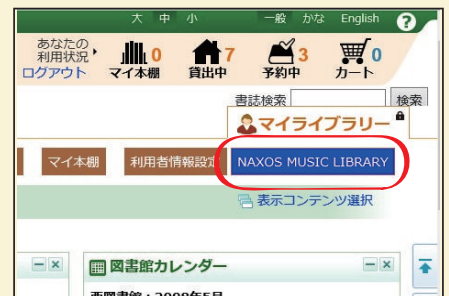 大 中 小 一般 かな English ?
あなたの
利用状況
ログアウト
0 7 3 0
マイ本棚 貸出中 予約中 カート
書誌検索 検索
マイライブラリー
マイ本棚 利用者情報設定 NAXOS MUSIC LIBRARY
表示コンテンツ選択
図書館カレンダー